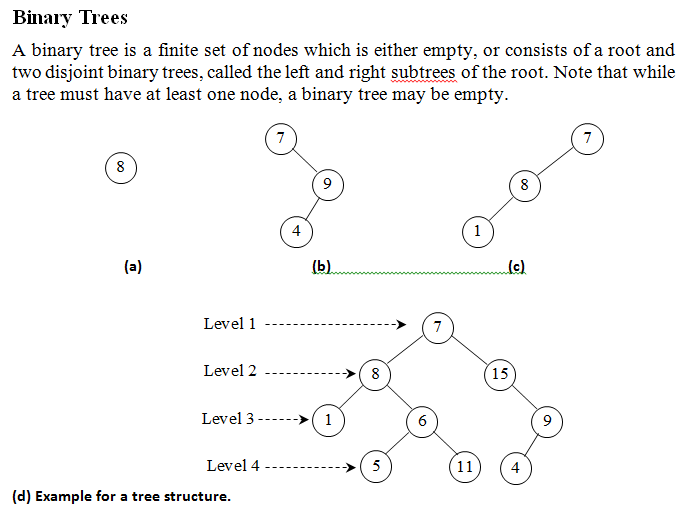 Binary Trees
A binary tree is a finite set of nodes which is either empty, or consists of a root and
two disjoint binary trees, called the left and right subtrees of the root. Note that while
a tree must have at least one node, a binary tree may be empty.
8
7
9
4
7
8
1
(a)
(b)
(c)
Level 1
7
Level 2
8
15
Level 3
1
6
9
Level 4
5
11
4
(d) Example for a tree structure.